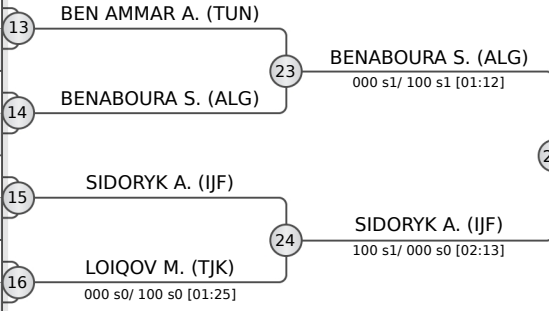 BEN AMMAR A. (TUN)
13
23
BENABOURA S. (ALG)
000 s1/ 100 s1 [01:12]
BENABOURA S. (ALG)
14
SIDORYK A. (IJF)
15
24
SIDORYK A. (IJF)
100 s1/ 000 s0 [02:13]
LOIQOV M. (TJK)
16
000 s0/ 100 s0 [01:25]